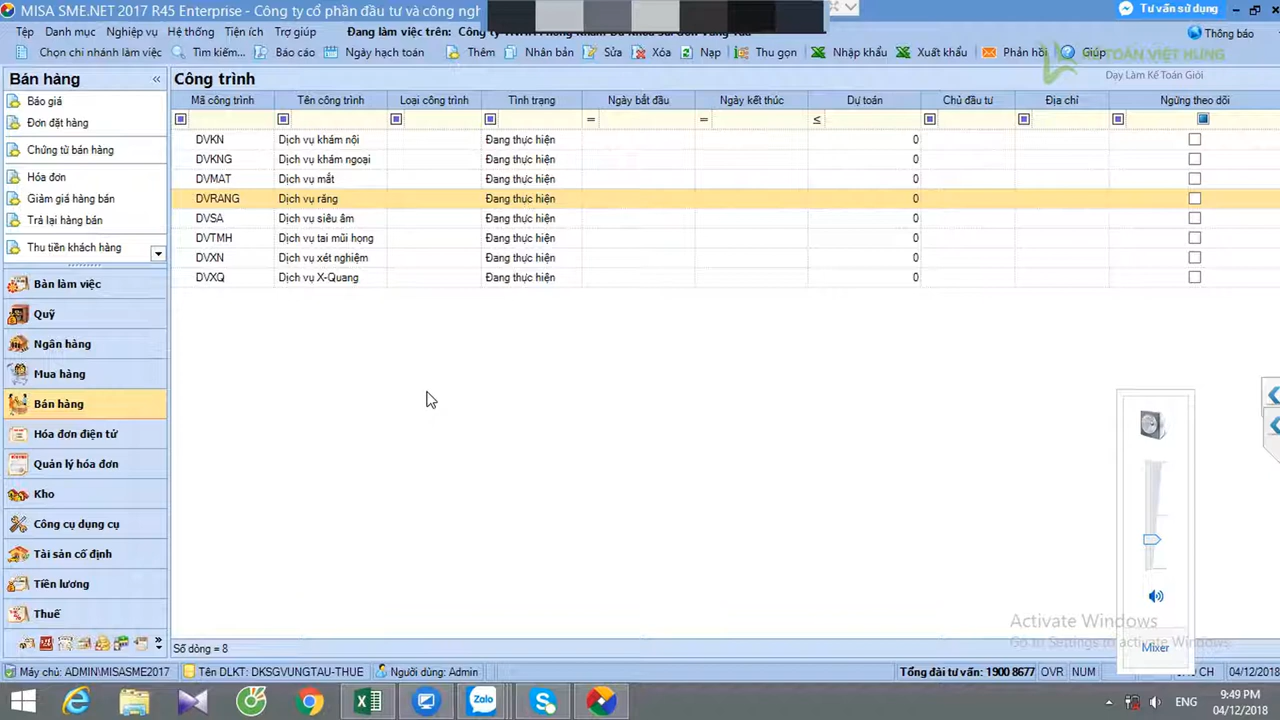 MISA SME.NET 2017 R45 Enterprise - Công ty cổ phần đầu tư và công ngh
Tư vấn sử dụng
Tệp Danh mục Nghiệp vụ Hệ thống Tiện ích Trợ giúp
Đang làm việc trên:
Thông báo
Chọn chi nhánh làm việc Tìm kiếm... Báo cáo Ngày hạch toán Thêm Nhân bản Sửa Xóa Nạp Thu gọn Nhập khẩu Xuất khẩu Phản hồi Giúp
KẾ TOÁN VIỆT HƯNG
Dạy Làm Kế Toán Giỏi
Bán hàng «
Công trình
Báo giá
Đơn đặt hàng
Chứng từ bán hàng
Hóa đơn
Giảm giá hàng bán
Trả lại hàng bán
Thu tiền khách hàng
Bàn làm việc
Quỹ
Ngân hàng
Mua hàng
Bán hàng
Hóa đơn điện tử
Quản lý hóa đơn
Kho
Công cụ dụng cụ
Tài sản cố định
Tiền lương
Thuế
Mã công trình Tên công trình Loại công trình Tình trạng Ngày bắt đầu Ngày kết thúc Dự toán Chủ đầu tư Địa chỉ Ngừng theo dõi
= = ≤
DVKN Dịch vụ khám nội Đang thực hiện 0
DVKNG Dịch vụ khám ngoại Đang thực hiện 0
DVMAT Dịch vụ mắt Đang thực hiện 0
DVRANG Dịch vụ răng Đang thực hiện 0
DVSA Dịch vụ siêu âm Đang thực hiện 0
DVTMH Dịch vụ tai mũi họng Đang thực hiện 0
DVXN Dịch vụ xét nghiệm Đang thực hiện 0
DVXQ Dịch vụ X-Quang Đang thực hiện 0
Activate Windows
Go to Settings to activate Windows.
Mixer
Số dòng = 8
Máy chủ: ADMIN\MISASME2017 Tên DLKT: DKSGVUNGTAU-THUE Người dùng: Admin
Tổng đài tư vấn: 1900 8677 OVR NUM CH 04/12/2018
Zalo
ENG
9:49 PM
04/12/2018